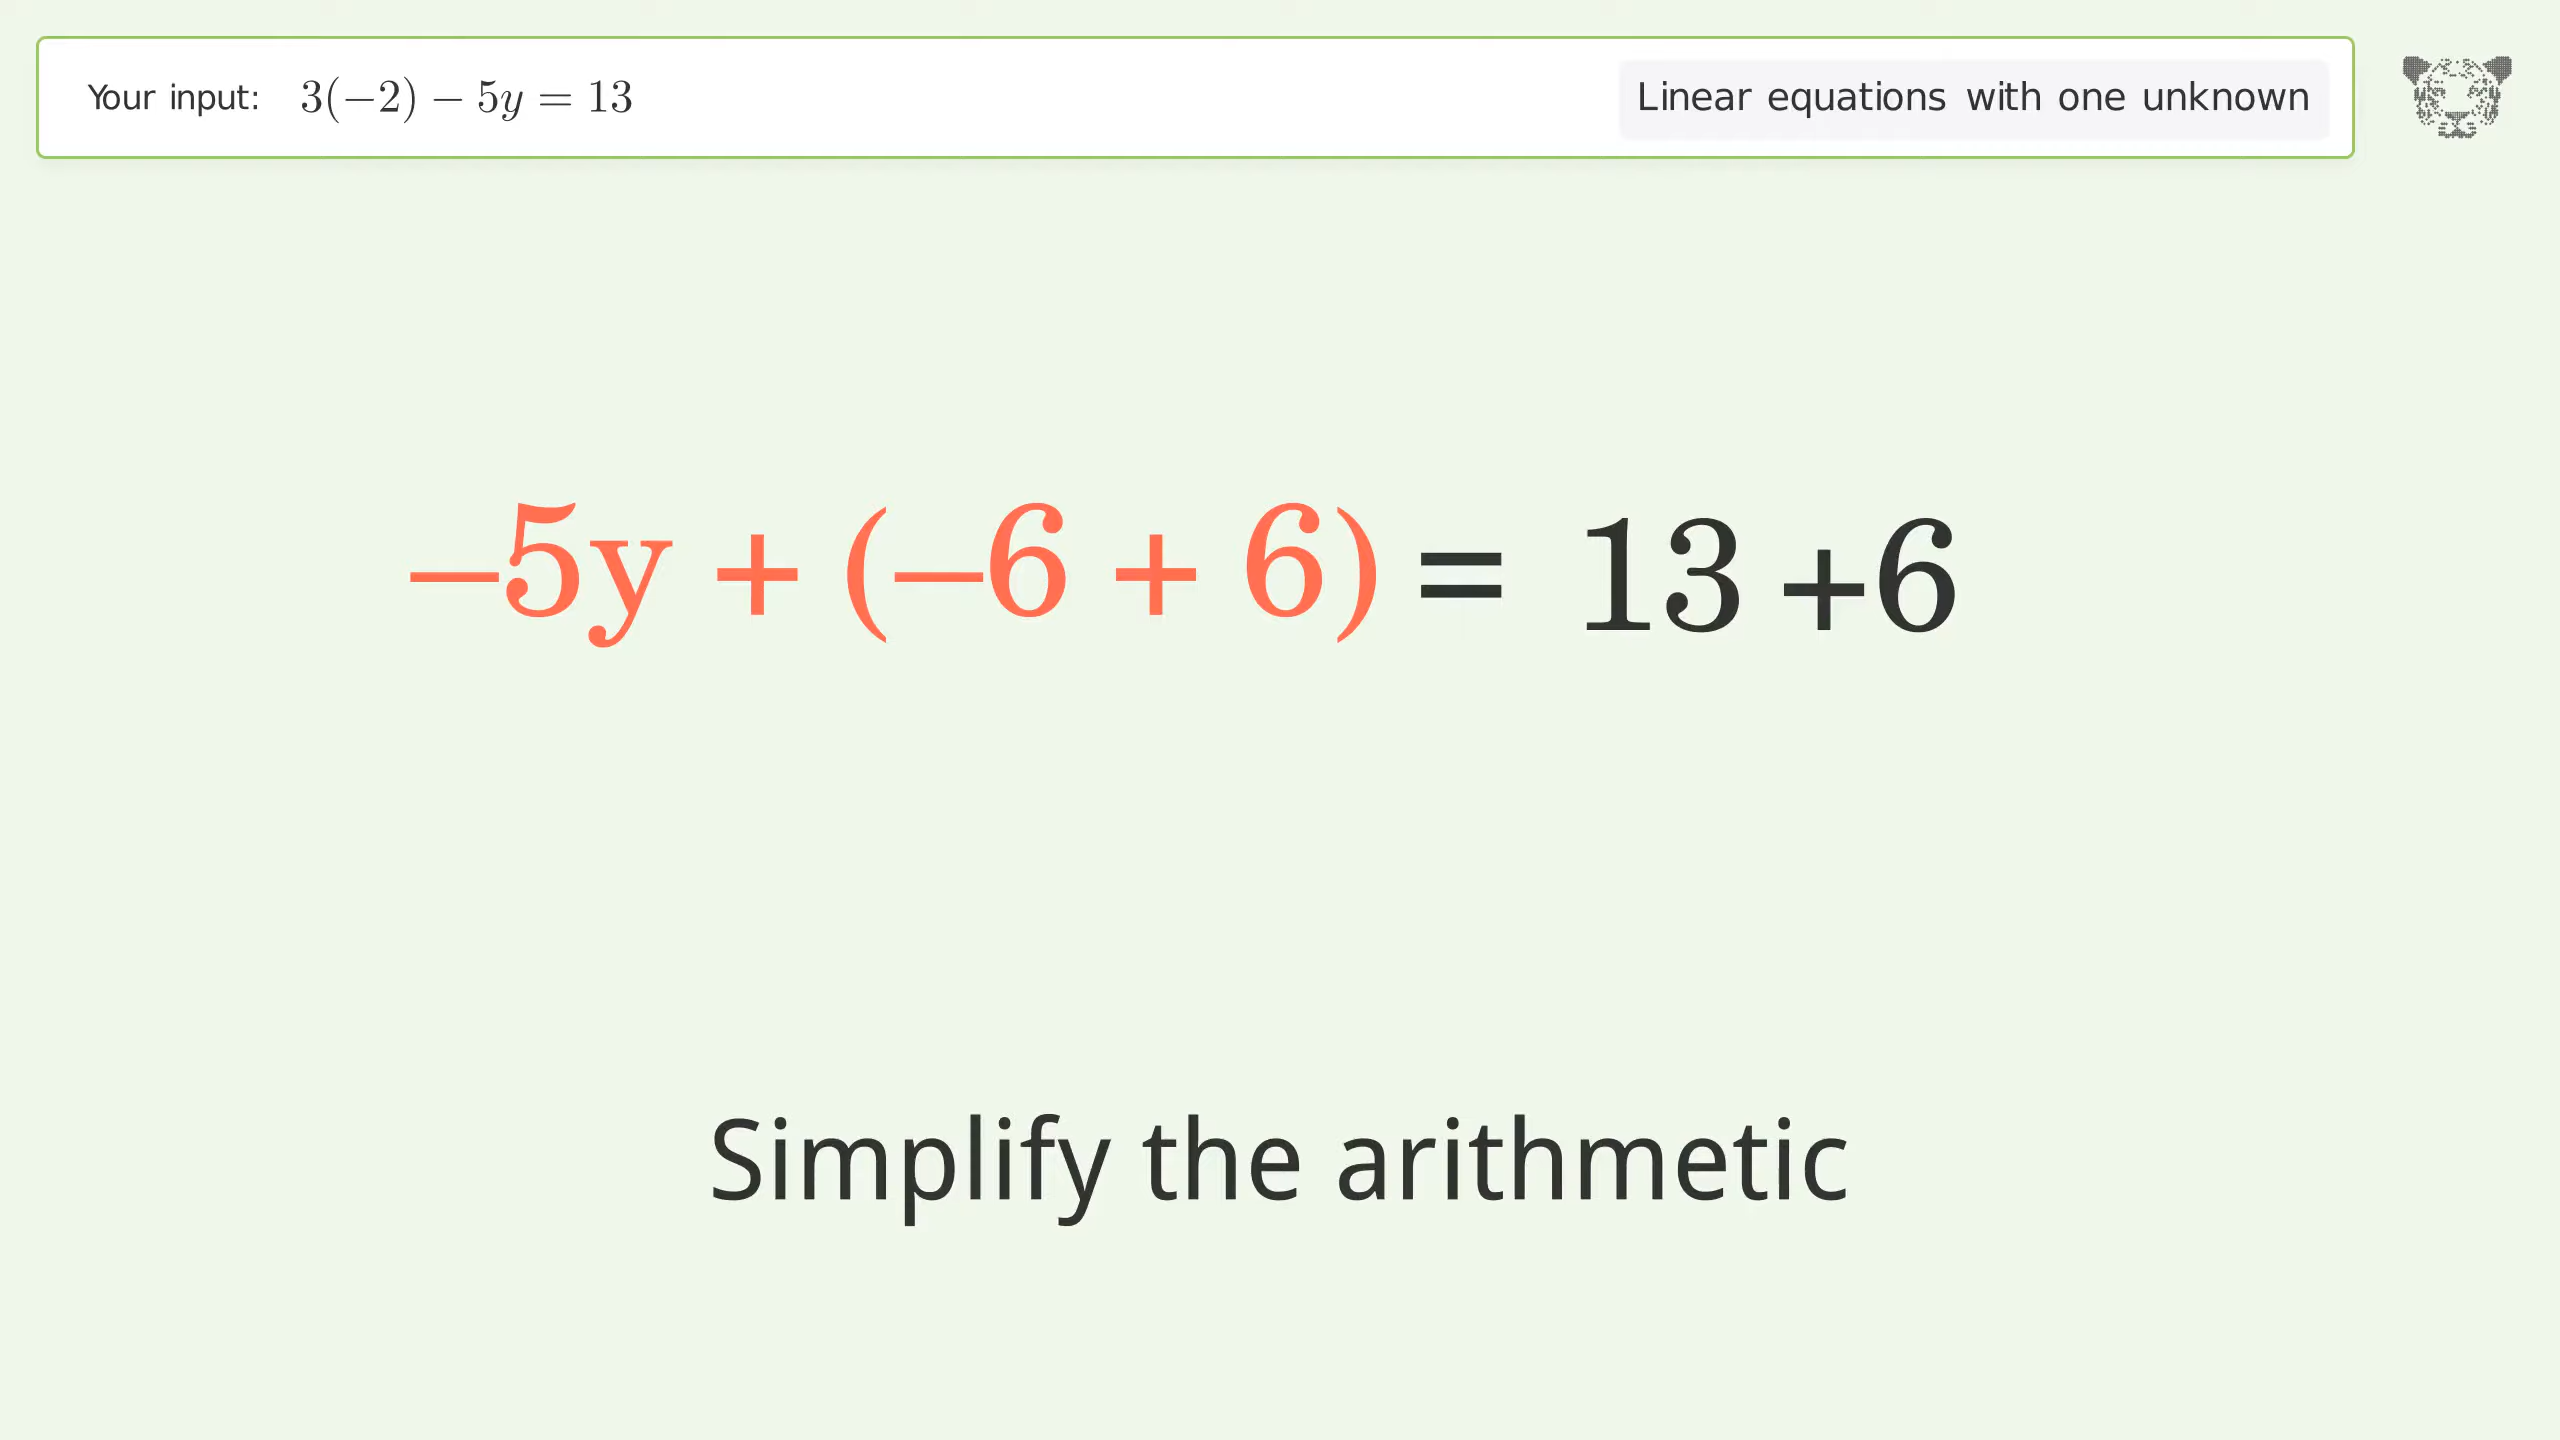 Your input: 3(−2) − 5y = 13
Linear equations with one unknown
−5y + (−6 + 6) = 13 +6
Simplify the arithmetic